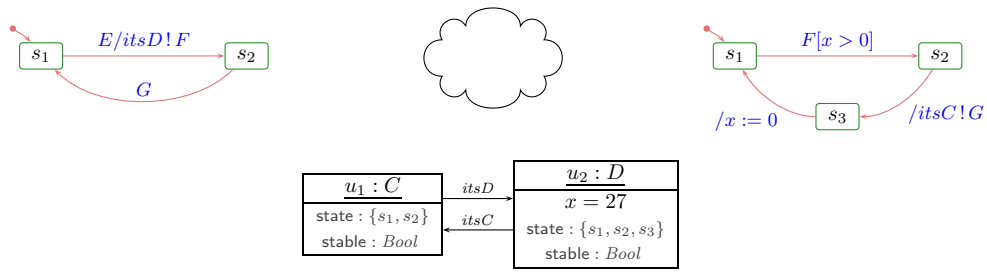 E/itsD ! F
s₁
s₂
G
F[x > 0]
s₁
s₂
s₃
/x := 0
/itsC ! G
u₁ : C
state : {s₁, s₂}
stable : Bool
itsD
itsC
u₂ : D
x = 27
state : {s₁, s₂, s₃}
stable : Bool